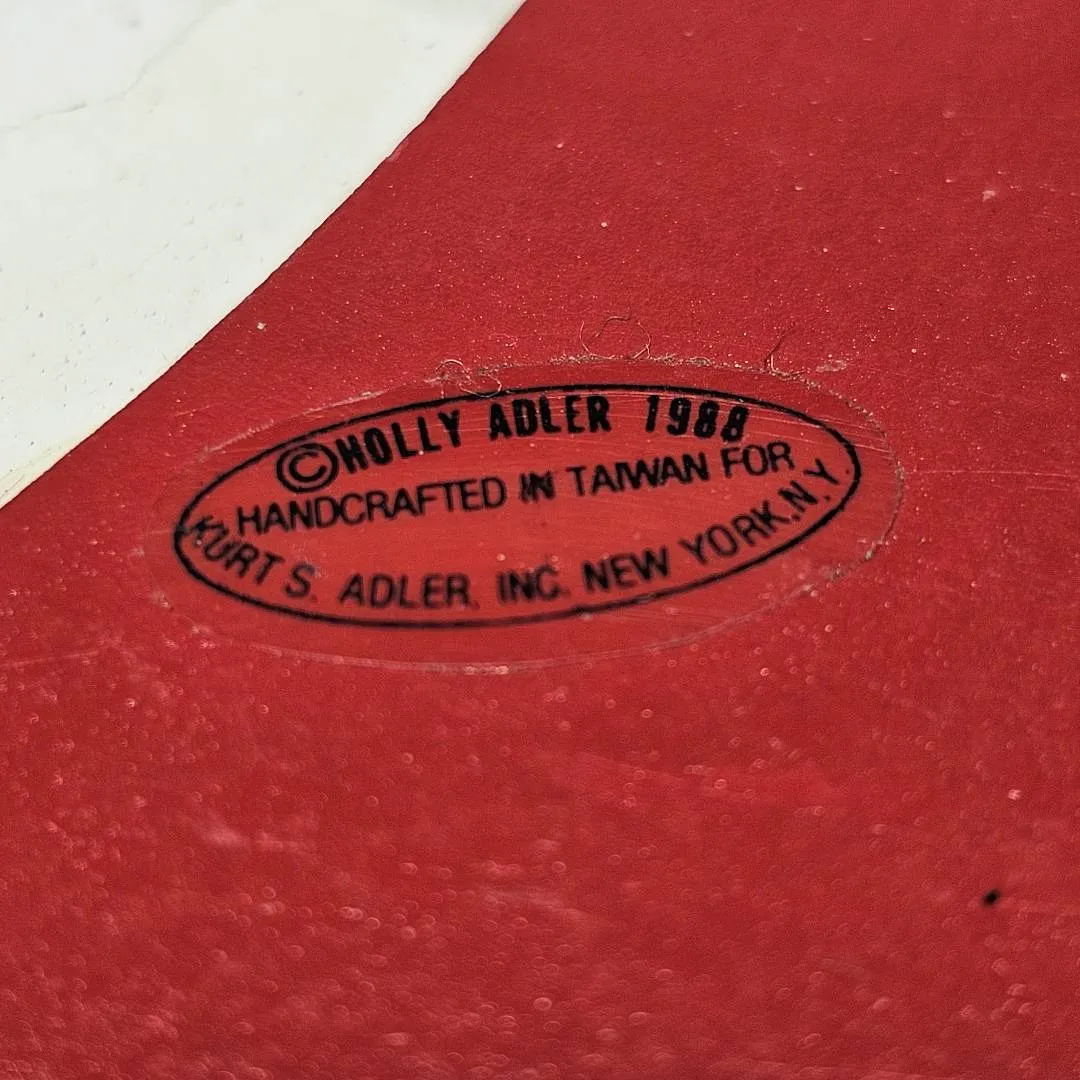 ©HOLLY ADLER 1988
HANDCRAFTED IN TAIWAN FOR
KURT S. ADLER, INC. NEW YORK,N.Y